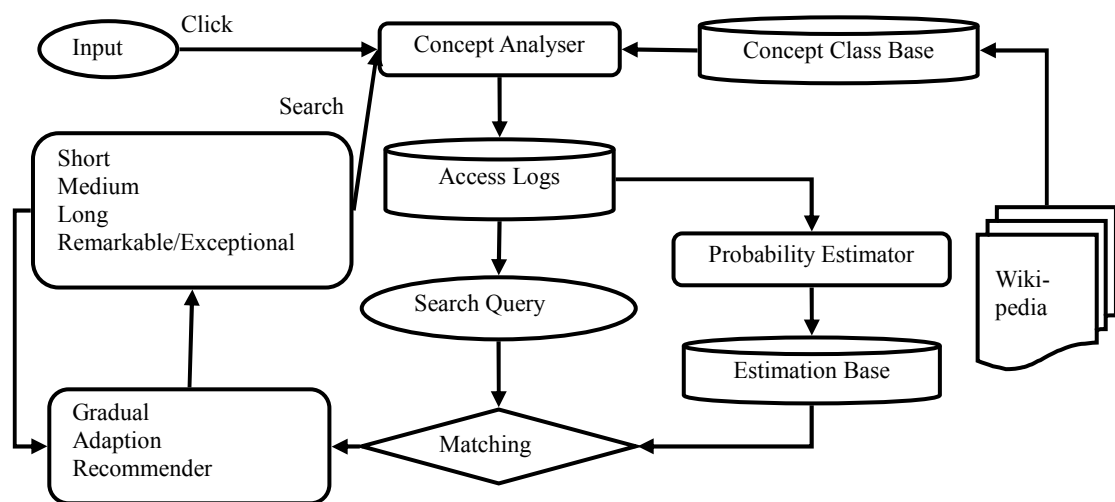 Click
Input
Concept Analyser
Concept Class Base
Search
Short
Medium
Long
Remarkable/Exceptional
Access Logs
Probability Estimator
Wiki-
pedia
Search Query
Estimation Base
Gradual
Adaption
Recommender
Matching